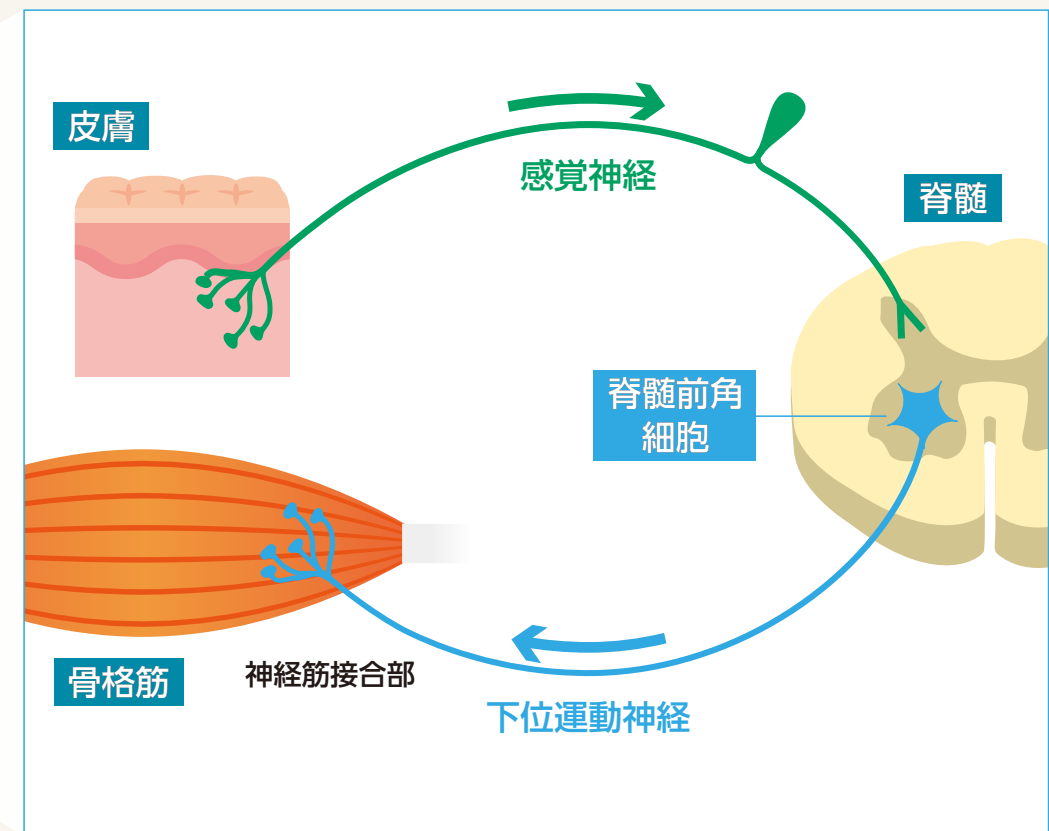 皮膚
感覚神経
脊髄
脊髄前角
細胞
骨格筋
神経筋接合部
下位運動神経